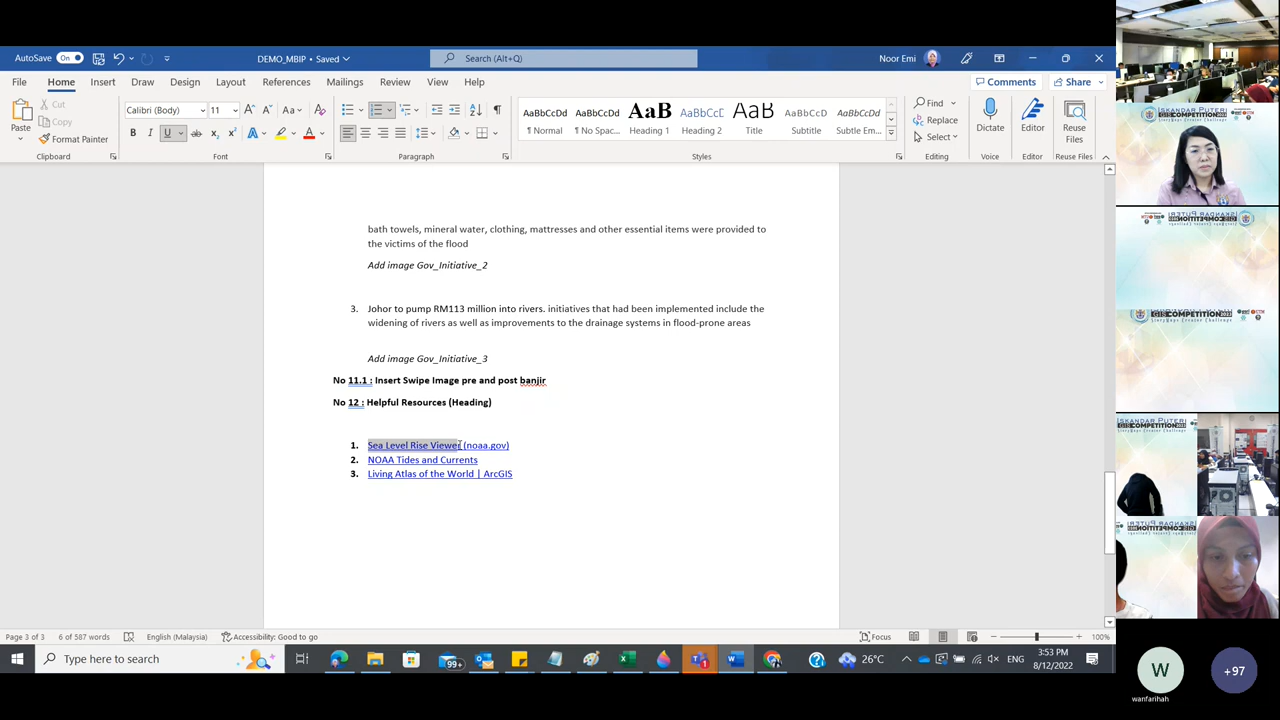 AutoSave On DEMO_MBIP • Saved Search (Alt+Q) Noor Emi
File Home Insert Draw Design Layout References Mailings Review View Help Comments Share
Paste Cut Copy Format Painter
Calibri (Body) 11
AaBbCcDd AaBbCcDd AaB AaBbCcD AaB AaBbCcD AaBbCcDd
¶ Normal ¶ No Spac... Heading 1 Heading 2 Title Subtitle Subtle Em...
Find Replace Select Dictate Editor Reuse Files
Clipboard Font Paragraph Styles Editing Voice Editor Reuse Files
bath towels, mineral water, clothing, mattresses and other essential items were provided to
the victims of the flood
Add image Gov_Initiative_2
3. Johor to pump RM113 million into rivers. initiatives that had been implemented include the
widening of rivers as well as improvements to the drainage systems in flood-prone areas
Add image Gov_Initiative_3
No 11.1 : Insert Swipe Image pre and post banjir
No 12 : Helpful Resources (Heading)
1. Sea Level Rise Viewer (noaa.gov)
2. NOAA Tides and Currents
3. Living Atlas of the World | ArcGIS
Page 3 of 3 6 of 587 words English (Malaysia) Accessibility: Good to go Focus 100%
Type here to search 99+ 26°C ENG 3:53 PM
8/12/2022
W
wanfarihah
+97